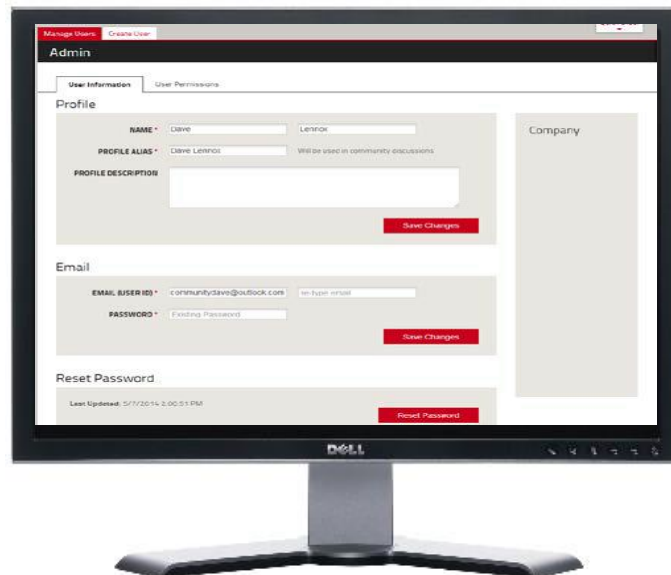 Manage Users Create User
Admin
User Information User Permissions
Profile
NAME * Dave Lennox
PROFILE ALIAS * Dave Lennox Will be used in community discussions
PROFILE DESCRIPTION
Save Changes
Company
Email
EMAIL (USER ID) * communitydave@outlook.com re-type email
PASSWORD * Existing Password
Save Changes
Reset Password
Last Updated: 5/7/2014 2:00:51 PM
Reset Password
DELL